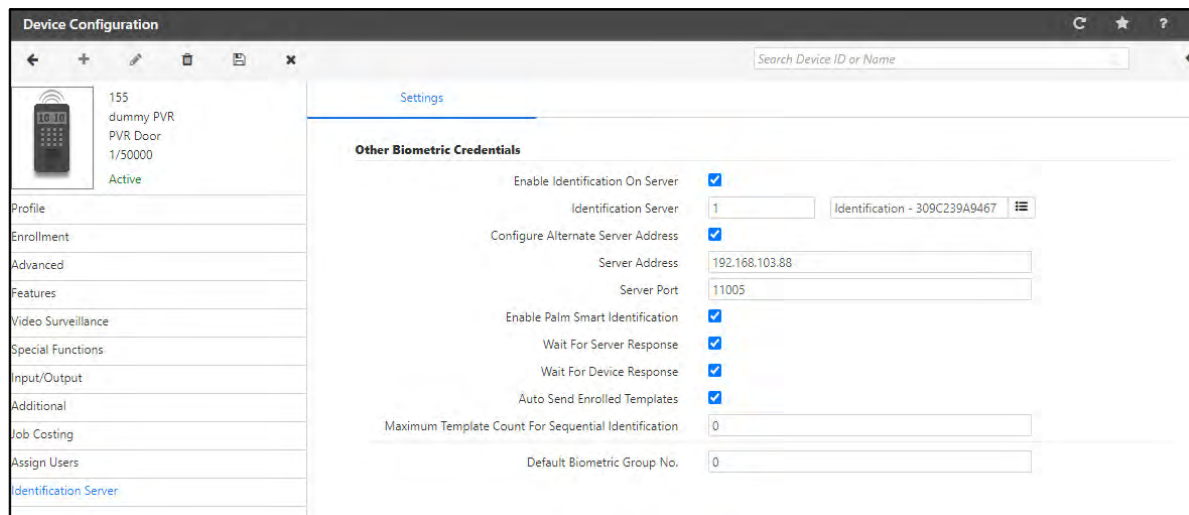 Device Configuration
?
Search Device ID or Name
10:10
155
dummy PVR
PVR Door
1/50000
Active
Profile
Enrollment
Advanced
Features
Video Surveillance
Special Functions
Input/Output
Additional
Job Costing
Assign Users
Identification Server
Settings
Other Biometric Credentials
Enable Identification On Server
Identification Server 1 Identification - 309C239A9467
Configure Alternate Server Address
Server Address 192.168.103.88
Server Port 11005
Enable Palm Smart Identification
Wait For Server Response
Wait For Device Response
Auto Send Enrolled Templates
Maximum Template Count For Sequential Identification 0
Default Biometric Group No. 0